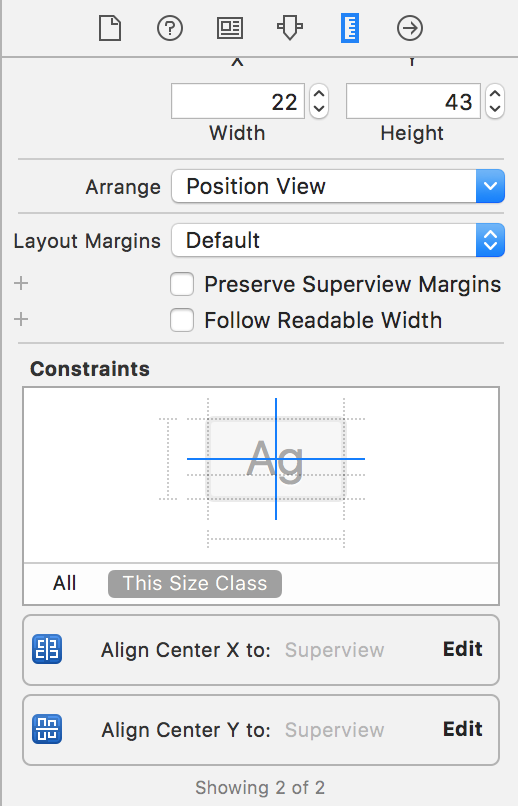 X Y
22 43
Width Height
Arrange Position View
Layout Margins Default
Preserve Superview Margins
Follow Readable Width
Constraints
Ag
All This Size Class
Align Center X to: Superview Edit
Align Center Y to: Superview Edit
Showing 2 of 2